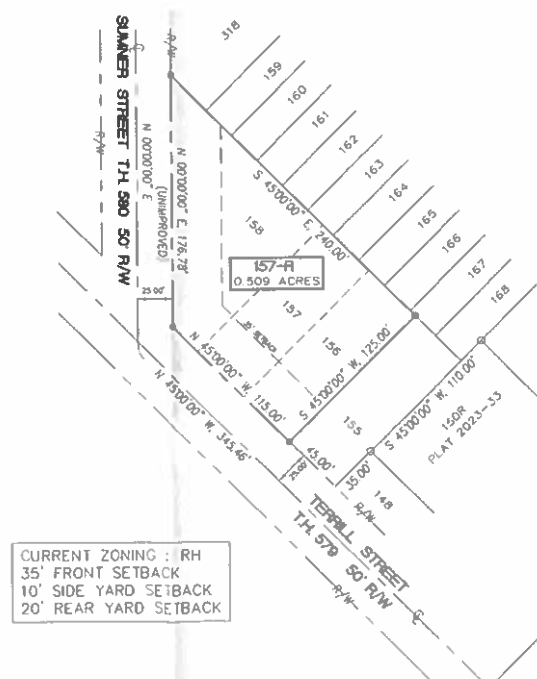 318
159
160
161
162
163
164
165
166
167
168
R/W
℄
R/W
SUMNER STREET T.H. 580 50' R/W
N 00°00'00" E
(UNIMPROVED)
N 00°00'00" E, 176.78'
S 45°00'00" E, 240.00'
158
157-R
0.509 ACRES
157
156
35' SETBACK
25.00'
N 45°00'00" W, 115.00'
S 45°00'00" W, 125.00'
N 45°00'00" W, 345.46'
155
S 45°00'00" W, 110.00'
150R
PLAT 2023-33
45.00'
25.00'
35.00'
148
R/W
TERRILL STREET
T.H. 579 50' R/W
R/W
℄
CURRENT ZONING : RH
35' FRONT SETBACK
10' SIDE YARD SETBACK
20' REAR YARD SETBACK